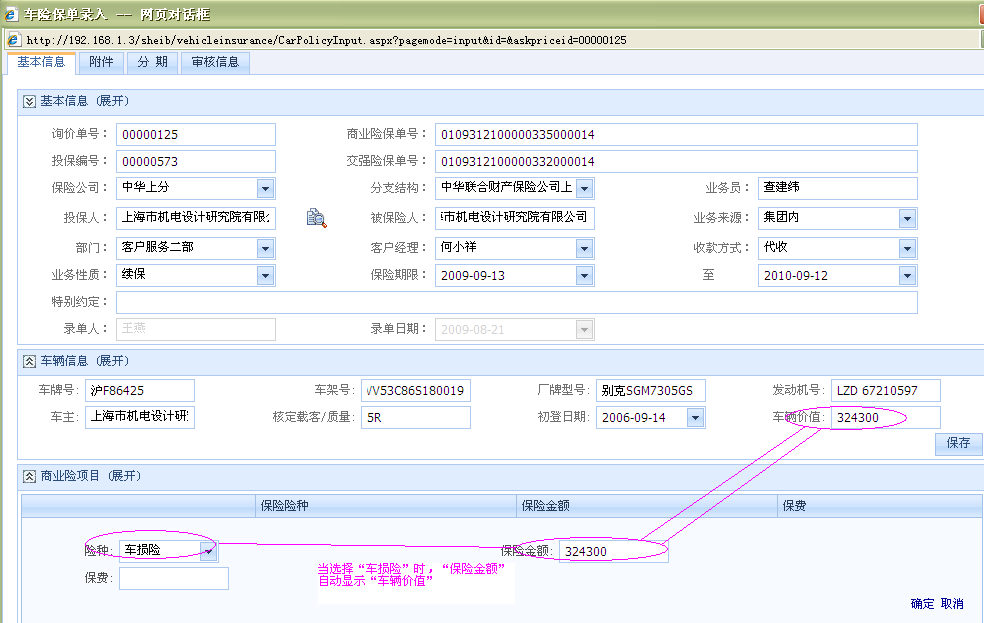 车险保单录入 -- 网页对话框
http://192.168.1.3/sheib/vehicleinsurance/CarPolicyInput.aspx?pagemode=input&id=&askpriceid=00000125
基本信息 附件 分 期 审核信息
基本信息（展开）
询价单号： 00000125 商业险保单号： 0109312100000335000014
投保编号： 00000573 交强险保单号： 0109312100000332000014
保险公司： 中华上分 分支结构： 中华联合财产保险公司上 业务员： 查建纬
投保人： 上海市机电设计研究院有限 被保险人： 市机电设计研究院有限公司 业务来源： 集团内
部门： 客户服务二部 客户经理： 何小祥 收款方式： 代收
业务性质： 续保 保险期限： 2009-09-13 至 2010-09-12
特别约定：
录单人： 王燕 录单日期： 2009-08-21
车辆信息（展开）
车牌号: 沪F86425 车架号: VV53C86S180019 厂牌型号: 别克SGM7305GS 发动机号: LZD 67210597
车主: 上海市机电设计研 核定载客/质量: 5R 初登日期: 2006-09-14 车辆价值: 324300
保存
商业险项目（展开）
保险险种 保险金额 保费
险种: 车损险 保险金额: 324300
保费:
当选择“车损险”时，“保险金额”
自动显示“车辆价值”
确定 取消